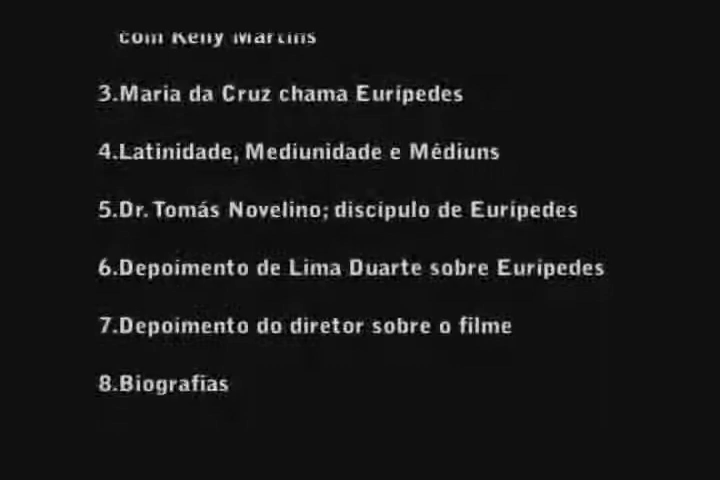 com Kelly Martins
3.Maria da Cruz chama Eurípedes
4.Latinidade, Mediunidade e Médiuns
5.Dr. Tomás Novelino; discípulo de Eurípedes
6.Depoimento de Lima Duarte sobre Eurípedes
7.Depoimento do diretor sobre o filme
8.Biografias